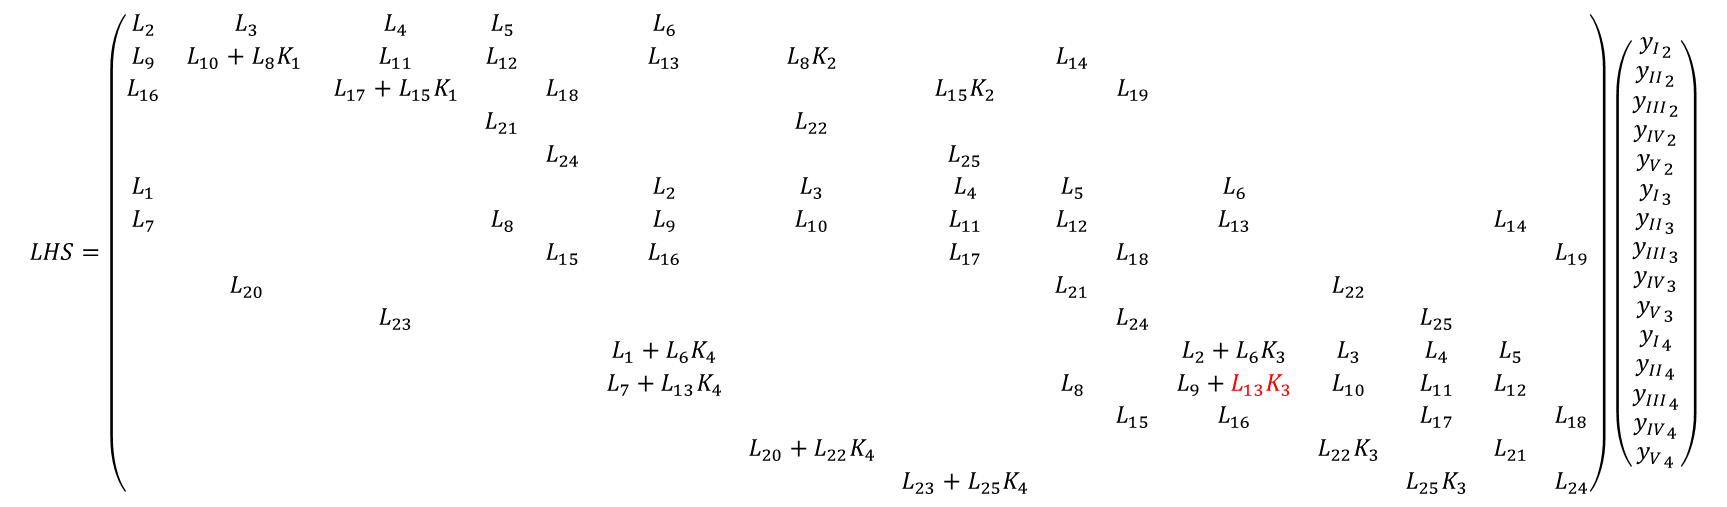 L₂ L₃ L₄ L₅ L₆
L₉ L₁₀ + L₈K₁ L₁₁ L₁₂ L₁₃ L₈K₂ L₁₄
L₁₆ L₁₇ + L₁₅K₁ L₁₈ L₁₅K₂ L₁₉
L₂₁ L₂₂
L₂₄ L₂₅
L₁ L₂ L₃ L₄ L₅ L₆
L₇ L₈ L₉ L₁₀ L₁₁ L₁₂ L₁₃ L₁₄
LHS = L₁₅ L₁₆ L₁₇ L₁₈ L₁₉
L₂₀ L₂₁ L₂₂
L₂₃ L₂₄ L₂₅
L₁ + L₆K₄ L₂ + L₆K₃ L₃ L₄ L₅
L₇ + L₁₃K₄ L₈ L₉ + L₁₃K₃ L₁₀ L₁₁ L₁₂
L₁₅ L₁₆ L₁₇ L₁₈
L₂₀ + L₂₂K₄ L₂₂K₃ L₂₁
L₂₃ + L₂₅K₄ L₂₅K₃ L₂₄
y_I₂
y_II₂
y_III₂
y_IV₂
y_V₂
y_I₃
y_II₃
y_III₃
y_IV₃
y_V₃
y_I₄
y_II₄
y_III₄
y_IV₄
y_V₄